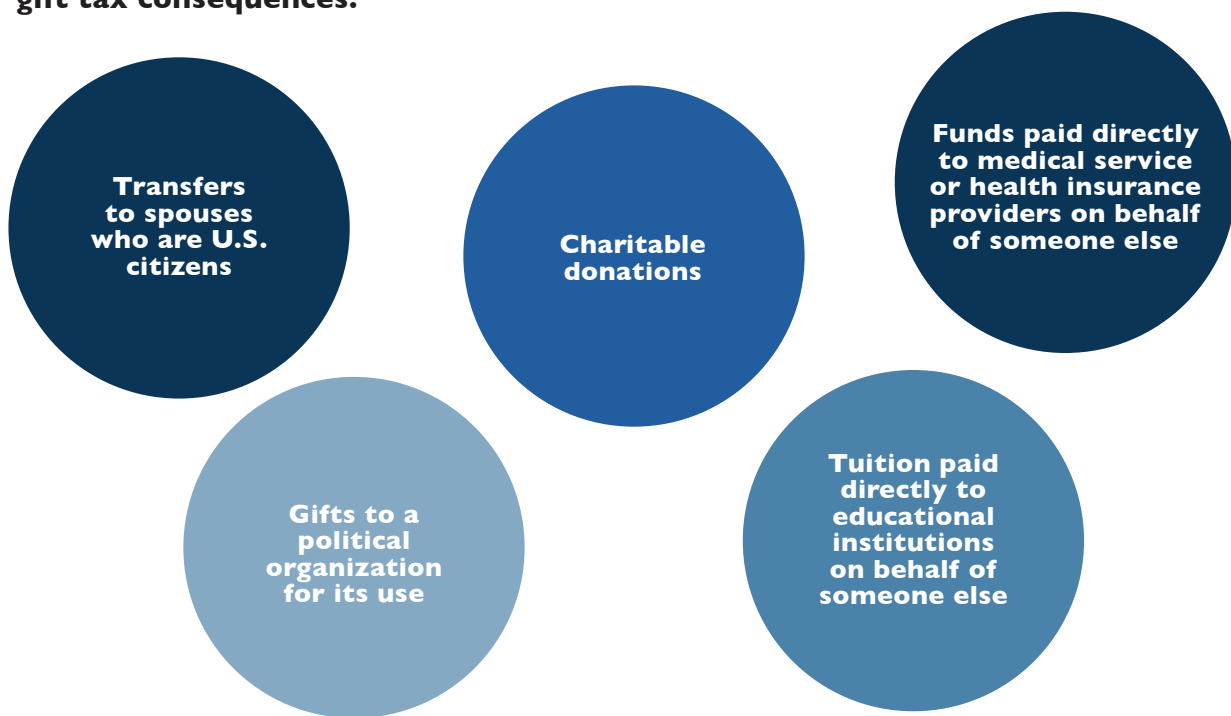 gift tax consequences.
Transfers
to spouses
who are U.S.
citizens
Charitable
donations
Funds paid directly
to medical service
or health insurance
providers on behalf
of someone else
Gifts to a
political
organization
for its use
Tuition paid
directly to
educational
institutions
on behalf of
someone else